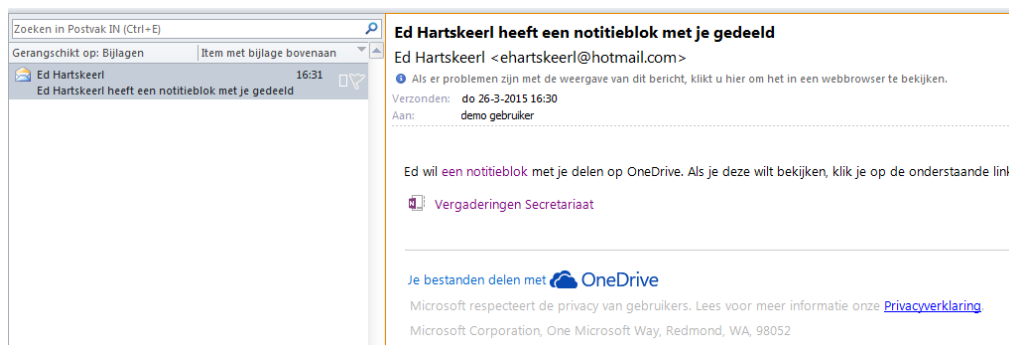 Zoeken in Postvak IN (Ctrl+E)
Gerangschikt op: Bijlagen Item met bijlage bovenaan
Ed Hartskeerl 16:31
Ed Hartskeerl heeft een notitieblok met je gedeeld
Ed Hartskeerl heeft een notitieblok met je gedeeld
Ed Hartskeerl <ehartskeerl@hotmail.com>
Als er problemen zijn met de weergave van dit bericht, klikt u hier om het in een webbrowser te bekijken.
Verzonden: do 26-3-2015 16:30
Aan: demo gebruiker
Ed wil een notitieblok met je delen op OneDrive. Als je deze wilt bekijken, klik je op de onderstaande link
Vergaderingen Secretariaat
Je bestanden delen met OneDrive
Microsoft respecteert de privacy van gebruikers. Lees voor meer informatie onze Privacyverklaring.
Microsoft Corporation, One Microsoft Way, Redmond, WA, 98052